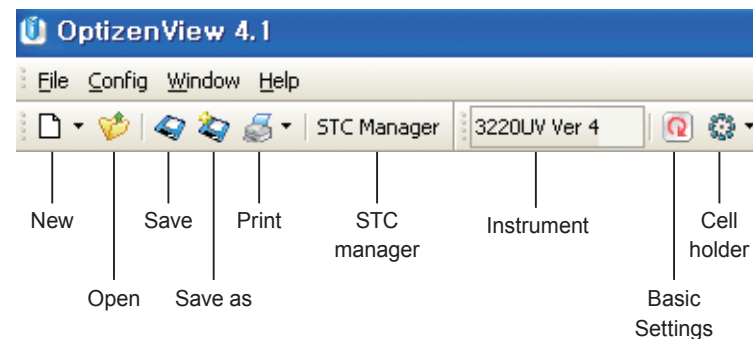 OptizenView 4.1
File Config Window Help
STC Manager 3220UV Ver 4
New Save Print STC manager Instrument Cell holder
Open Save as Basic Settings